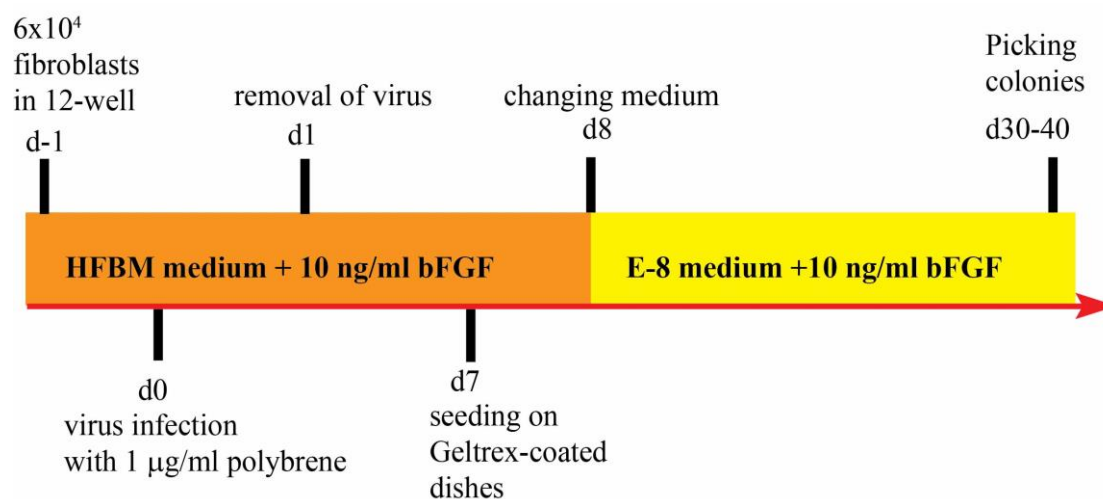 6x10⁴
fibroblasts
in 12-well
d-1
removal of virus
d1
changing medium
d8
Picking
colonies
d30-40
HFBM medium + 10 ng/ml bFGF
E-8 medium +10 ng/ml bFGF
d0
virus infection
with 1 μg/ml polybrene
d7
seeding on
Geltrex-coated
dishes